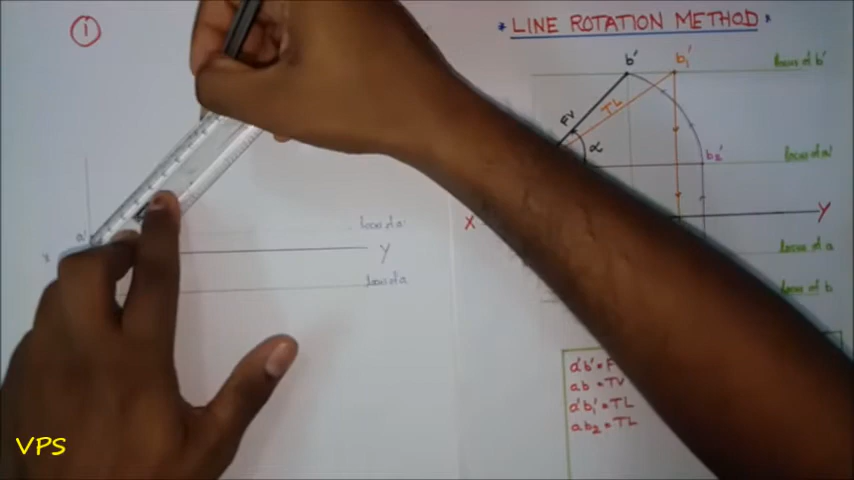 1
* LINE ROTATION METHOD *
b' b₁' locus of b'
FV TL
α b₂' locus of a'
a'
locus of a'
X Y
x Y
locus of a
locus of a
locus of b
a'b' = F
ab = TV
a'b₁' = TL
ab₂ = TL
VPS